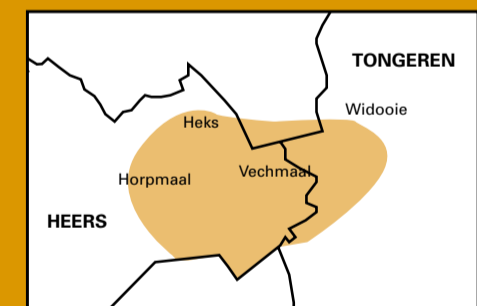 TONGEREN
Widooie
Heks
Vechmaal
Horpmaal
HEERS